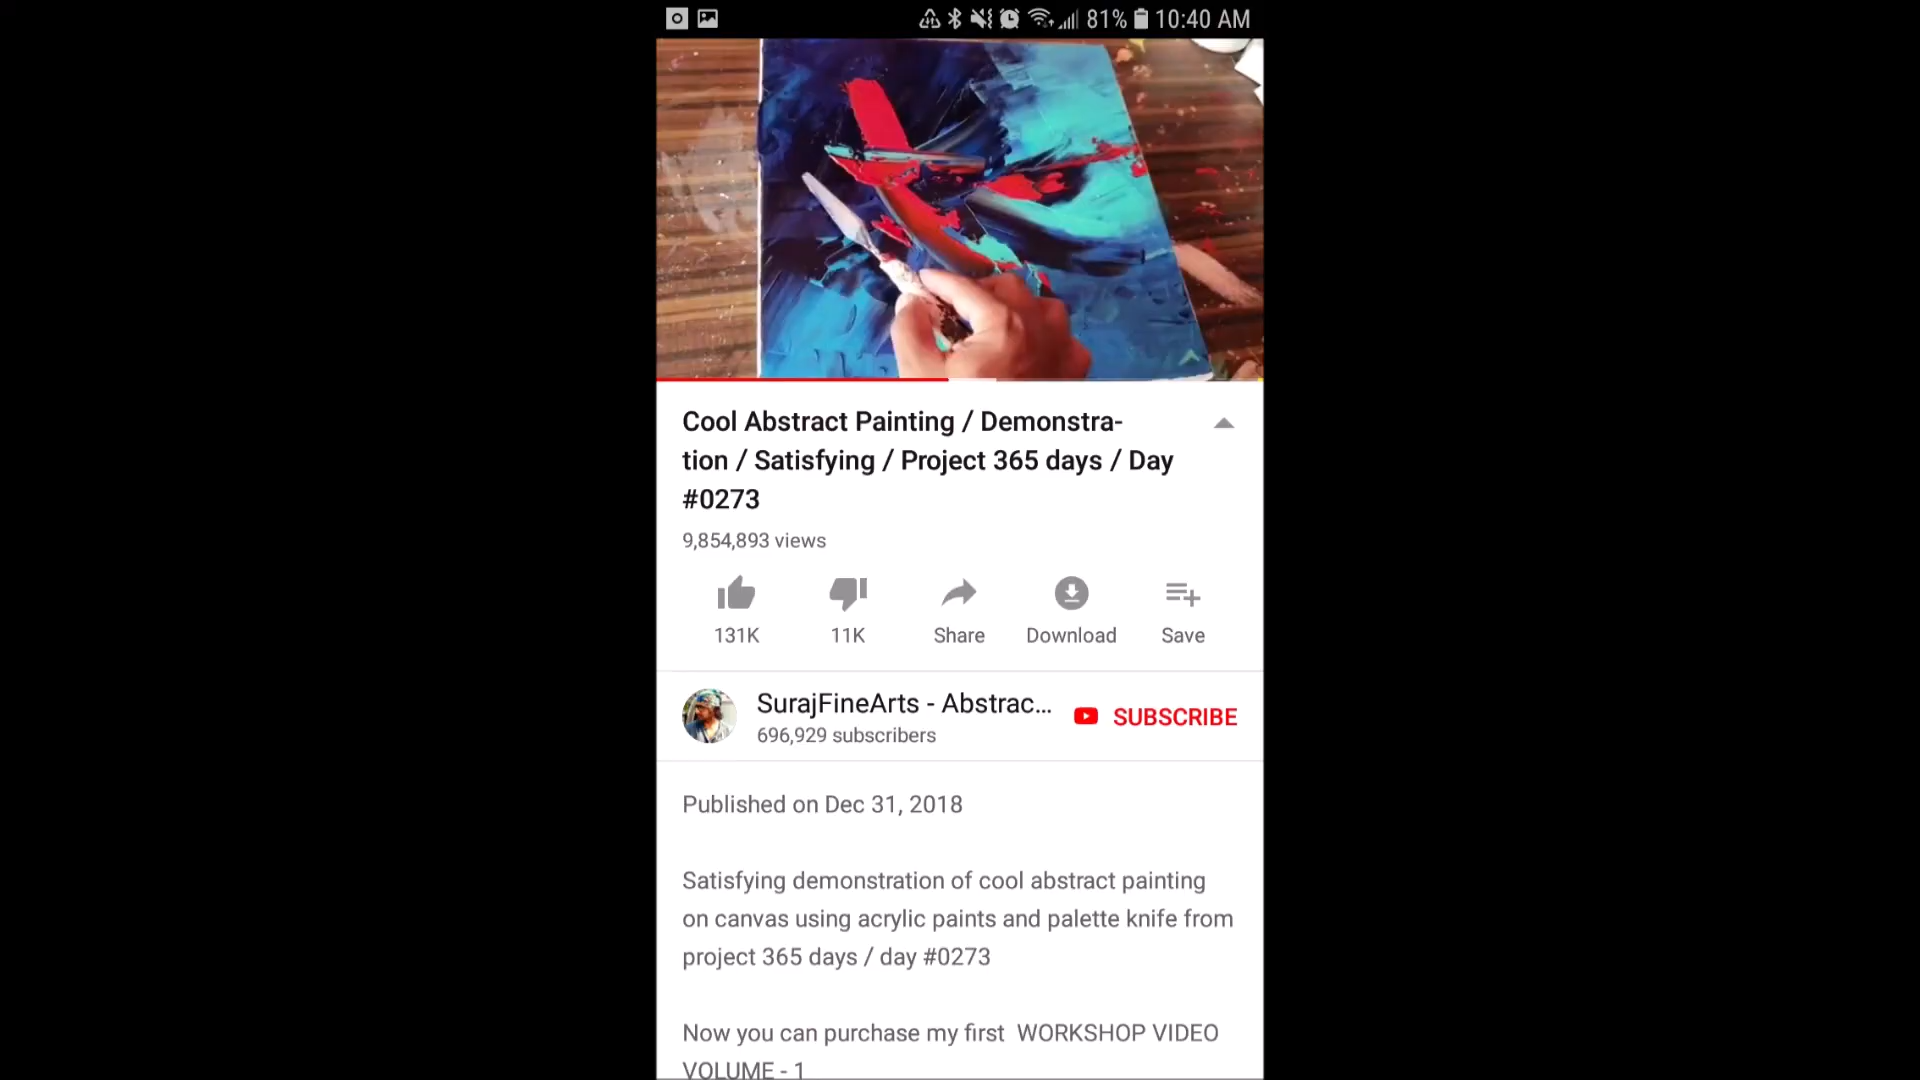 81% 10:40 AM
Cool Abstract Painting / Demonstra-
tion / Satisfying / Project 365 days / Day
#0273
9,854,893 views
131K 11K Share Download Save
SurajFineArts - Abstrac...
696,929 subscribers
SUBSCRIBE
Published on Dec 31, 2018
Satisfying demonstration of cool abstract painting
on canvas using acrylic paints and palette knife from
project 365 days / day #0273
Now you can purchase my first WORKSHOP VIDEO
VOLUME - 1